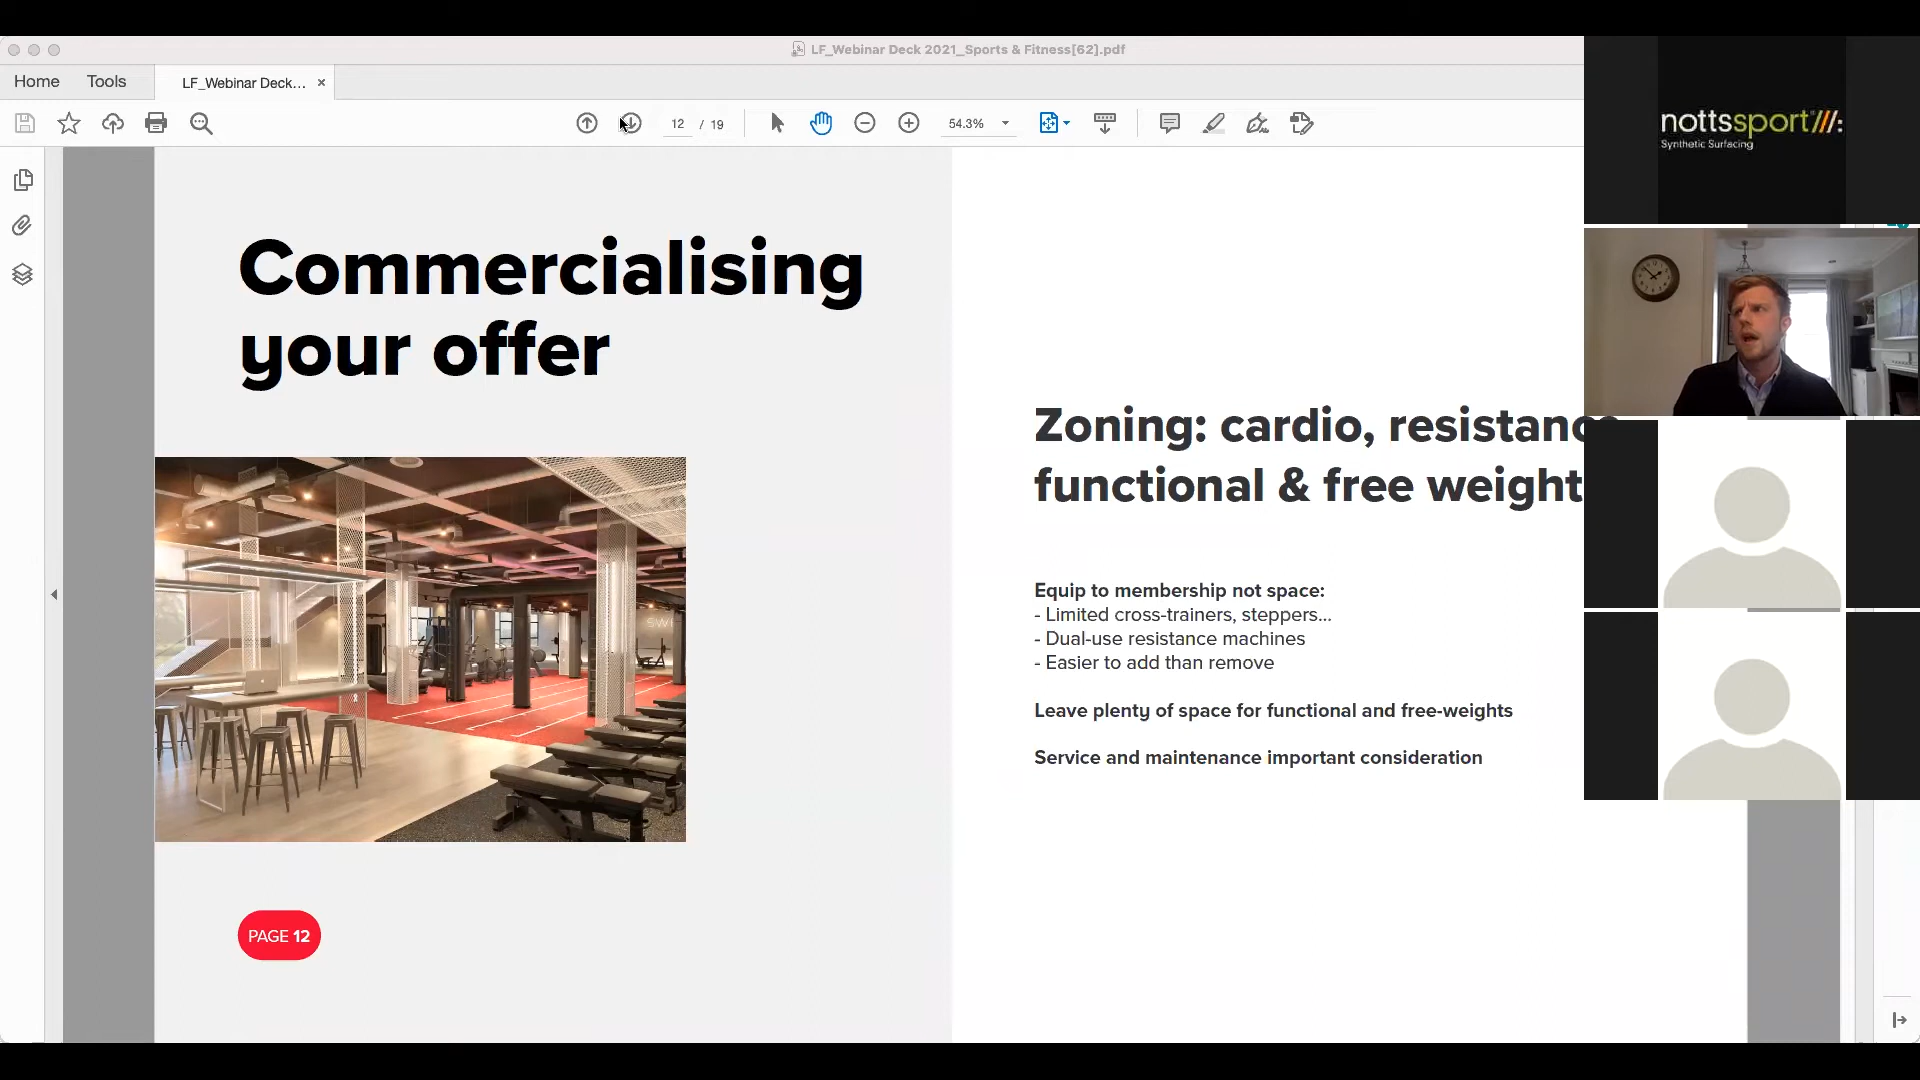 LF_Webinar Deck 2021_Sports & Fitness[62].pdf
Home
Tools
LF_Webinar Deck...
12 / 19
54.3%
nottssport
Synthetic Surfacing
Commercialising
your offer
Zoning: cardio, resistance
functional & free weight
Equip to membership not space:
- Limited cross-trainers, steppers...
- Dual-use resistance machines
- Easier to add than remove
Leave plenty of space for functional and free-weights
Service and maintenance important consideration
PAGE 12